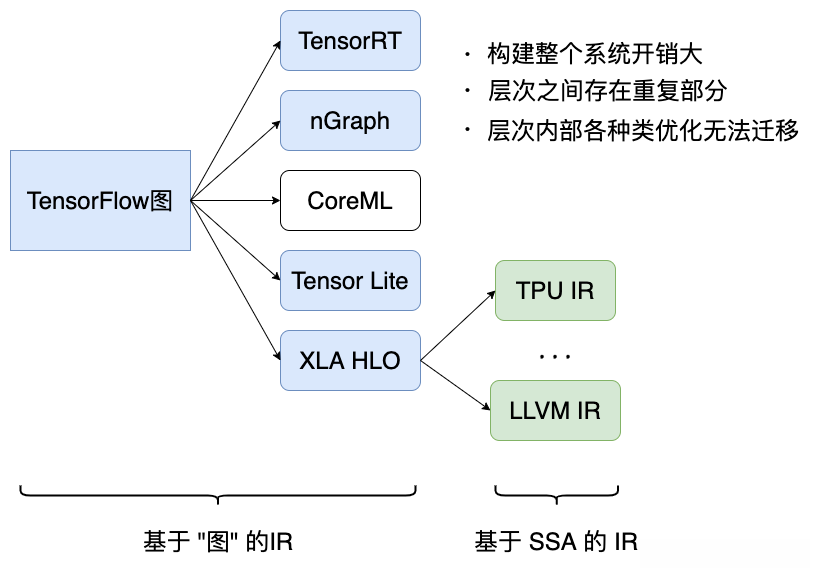 TensorFlow图
TensorRT
nGraph
CoreML
Tensor Lite
XLA HLO
· 构建整个系统开销大
· 层次之间存在重复部分
· 层次内部各种类优化无法迁移
TPU IR
···
LLVM IR
基于 "图" 的IR
基于 SSA 的 IR